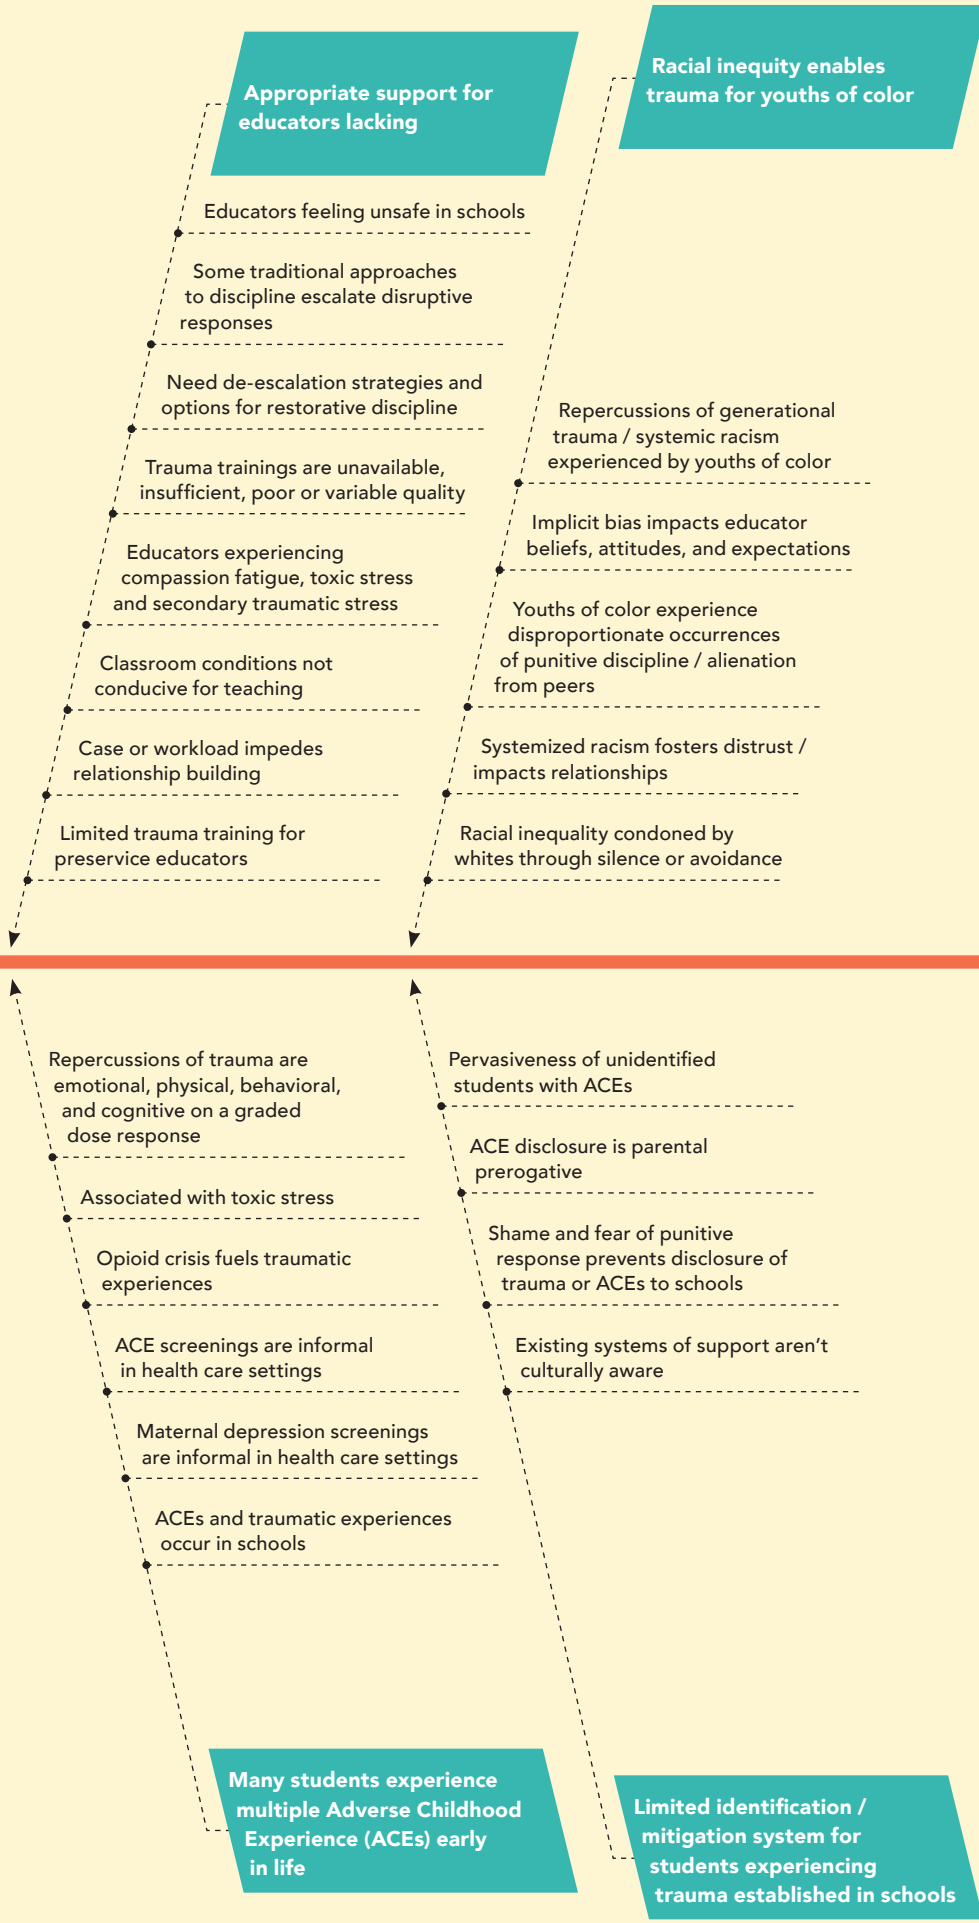 Appropriate support for
educators lacking
Educators feeling unsafe in schools
Some traditional approaches
to discipline escalate disruptive
responses
Need de-escalation strategies and
options for restorative discipline
Trauma trainings are unavailable,
insufficient, poor or variable quality
Educators experiencing
compassion fatigue, toxic stress
and secondary traumatic stress
Classroom conditions not
conducive for teaching
Case or workload impedes
relationship building
Limited trauma training for
preservice educators
Racial inequity enables
trauma for youths of color
Repercussions of generational
trauma / systemic racism
experienced by youths of color
Implicit bias impacts educator
beliefs, attitudes, and expectations
Youths of color experience
disproportionate occurrences
of punitive discipline / alienation
from peers
Systemized racism fosters distrust /
impacts relationships
Racial inequality condoned by
whites through silence or avoidance
Repercussions of trauma are
emotional, physical, behavioral,
and cognitive on a graded
dose response
Associated with toxic stress
Opioid crisis fuels traumatic
experiences
ACE screenings are informal
in health care settings
Maternal depression screenings
are informal in health care settings
ACEs and traumatic experiences
occur in schools
Many students experience
multiple Adverse Childhood
Experience (ACEs) early
in life
Pervasiveness of unidentified
students with ACEs
ACE disclosure is parental
prerogative
Shame and fear of punitive
response prevents disclosure of
trauma or ACEs to schools
Existing systems of support aren't
culturally aware
Limited identification /
mitigation system for
students experiencing
trauma established in schools